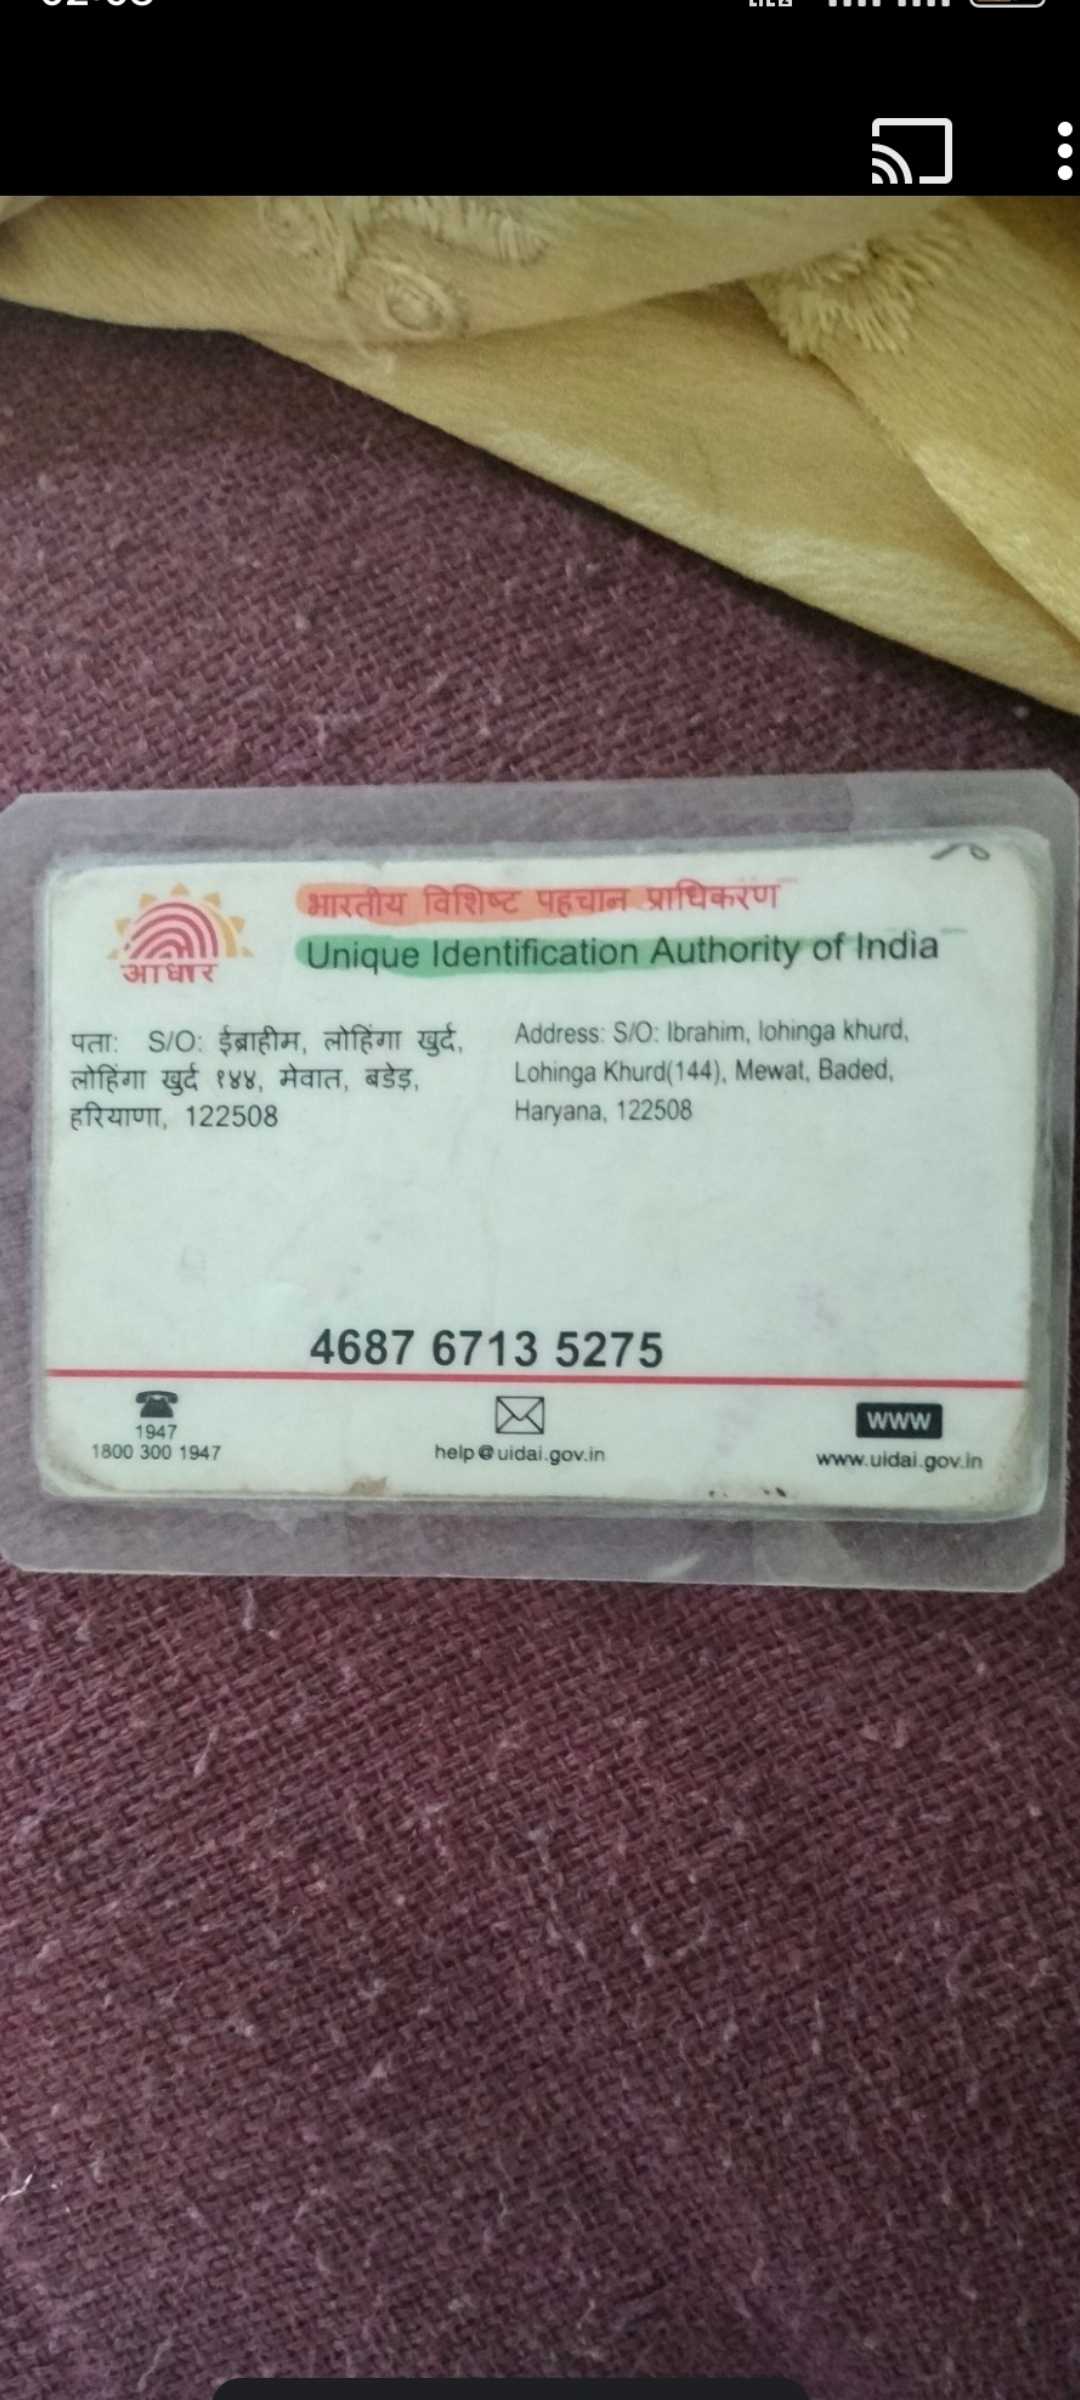 आधार
भारतीय विशिष्ट पहचान प्राधिकरण
Unique Identification Authority of India
पता: S/O: ईब्राहीम, लोहिंगा खुर्द,
लोहिंगा खुर्द १४४, मेवात, बडेड़,
हरियाणा, 122508
Address: S/O: Ibrahim, lohinga khurd,
Lohinga Khurd(144), Mewat, Baded,
Haryana, 122508
4687 6713 5275
1947
1800 300 1947
help@uidai.gov.in
WWW
www.uidai.gov.in